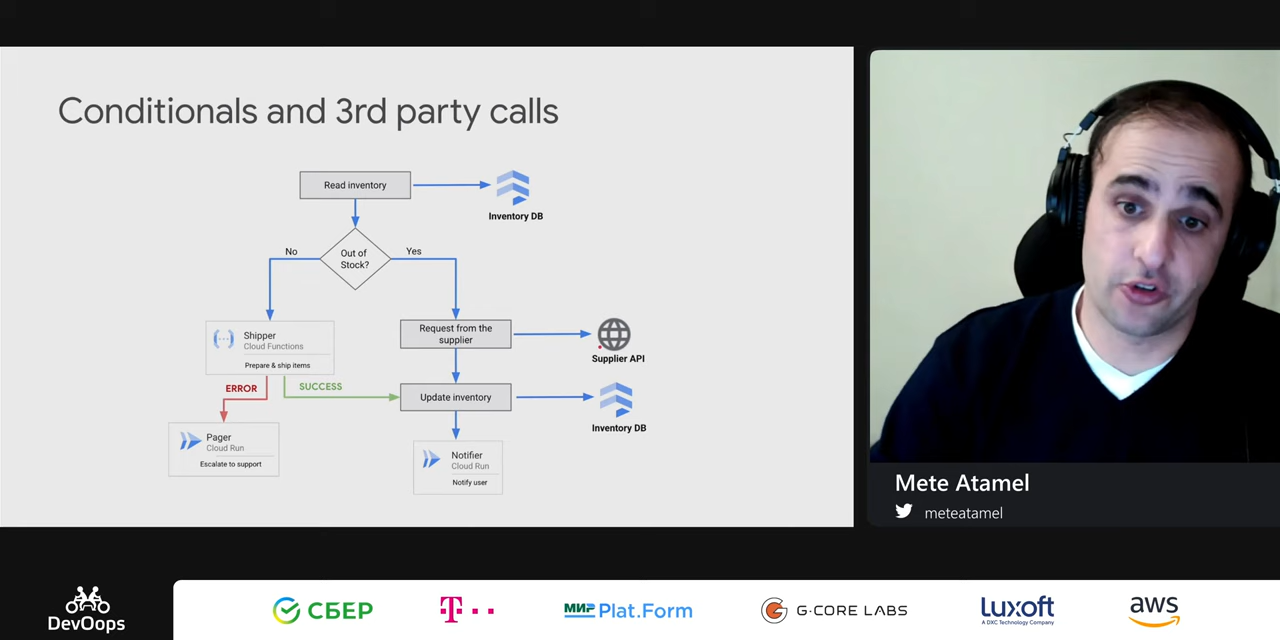 Conditionals and 3rd party calls
Read inventory
Inventory DB
Out of
Stock?
No
Yes
Shipper
Cloud Functions
Prepare & ship items
Request from the
supplier
Supplier API
ERROR
SUCCESS
Update inventory
Inventory DB
Pager
Cloud Run
Escalate to support
Notifier
Cloud Run
Notify user
Mete Atamel
meteatamel
DevOops
СБЕР
T
МИР Plat.Form
G·CORE LABS
Luxoft
A DXC Technology Company
aws